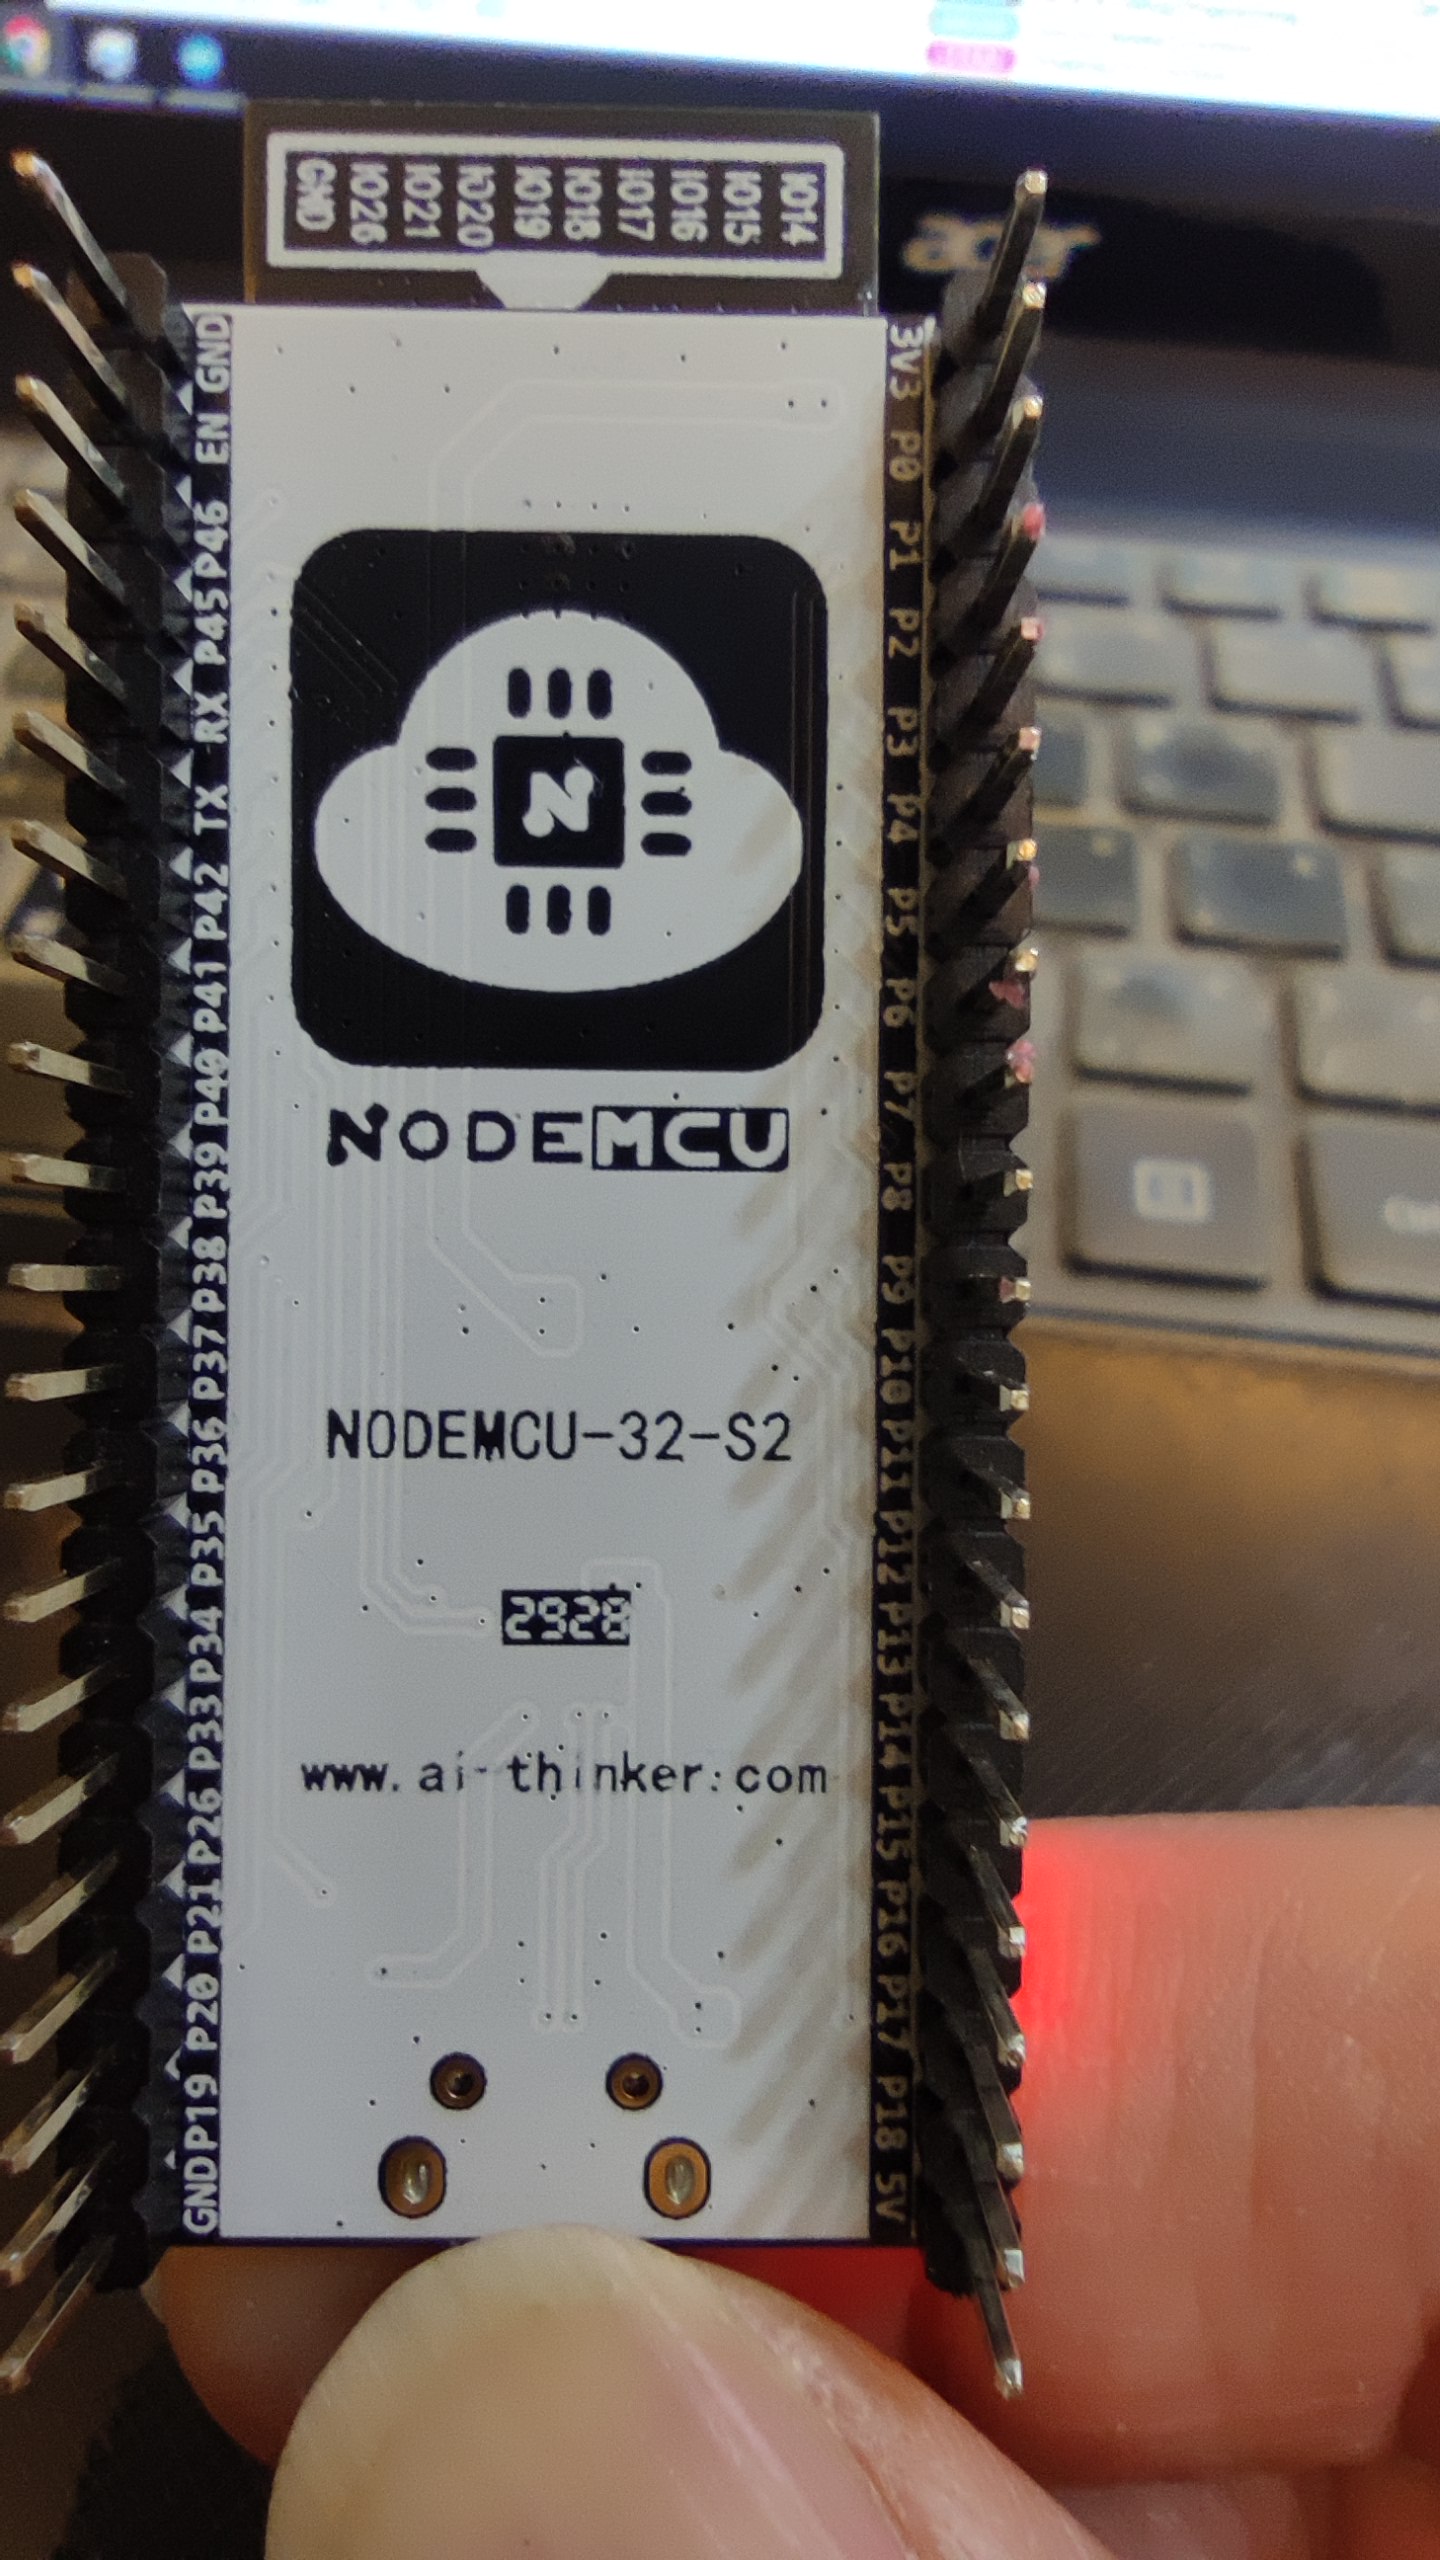 acer
GND IO26 IO21 IO20 IO19 IO18 IO17 IO16 IO15 IO14
GND EN P46 P45 RX TX P42 P41 P40 P39 P38 P37 P36 P35 P34 P33 P26 P21 P20 P19 GND
NODEMCU
NODEMCU-32-S2
2928
www.ai-thinker.com
3V3 P0 P1 P2 P3 P4 P5 P6 P7 P8 P9 P10 P11 P12 P13 P14 P15 P16 P17 P18 5V